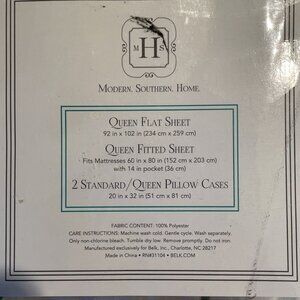 M H S
MODERN. SOUTHERN. HOME.
QUEEN FLAT SHEET
92 in x 102 in (234 cm x 259 cm)
QUEEN FITTED SHEET
Fits Mattresses 60 in x 80 in (152 cm x 203 cm)
with 14 in pocket (36 cm)
2 STANDARD/QUEEN PILLOW CASES
20 in x 32 in (51 cm x 81 cm)
FABRIC CONTENT: 100% Polyester
CARE INSTRUCTIONS: Machine wash cold. Gentle cycle. Wash separately.
Only non-chlorine bleach. Tumble dry low. Remove promptly. Do not iron.
Manufactured exclusively for Belk, Inc., Charlotte, NC 28217
Made in China • RN#31104 • BELK.COM